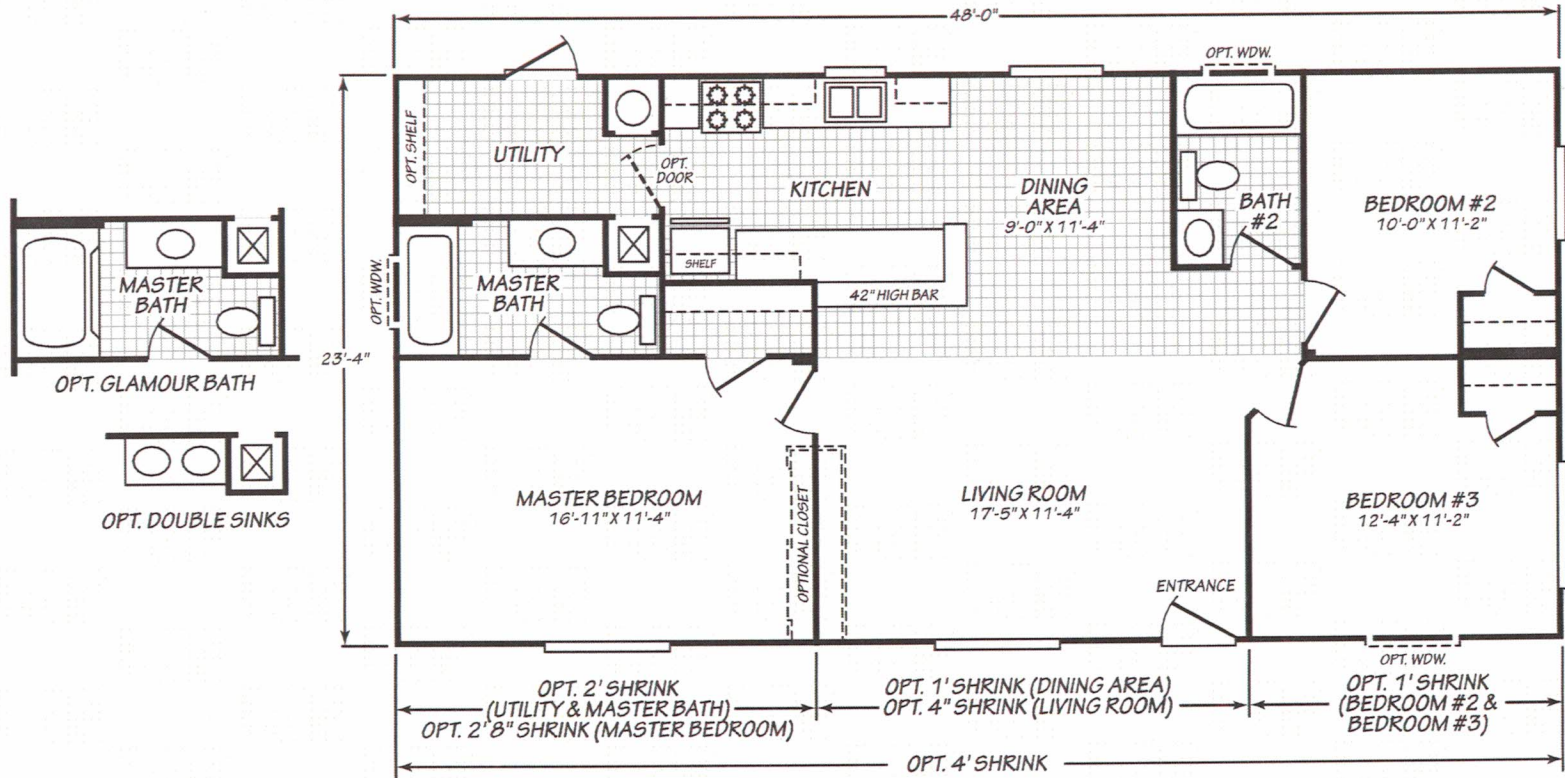 48'-0"
OPT. WDW.
OPT. SHELF
UTILITY
OPT.
DOOR
KITCHEN
DINING
AREA
9'-0" X 11'-4"
BATH
#2
BEDROOM #2
10'-0" X 11'-2"
MASTER
BATH
OPT. GLAMOUR BATH
OPT. WDW.
23'-4"
MASTER
BATH
SHELF
42" HIGH BAR
OPT. DOUBLE SINKS
MASTER BEDROOM
16'-11" X 11'-4"
OPTIONAL CLOSET
LIVING ROOM
17'-5" X 11'-4"
BEDROOM #3
12'-4" X 11'-2"
ENTRANCE
OPT. WDW.
OPT. 2' SHRINK
(UTILITY & MASTER BATH)
OPT. 2'8" SHRINK (MASTER BEDROOM)
OPT. 1' SHRINK (DINING AREA)
OPT. 4" SHRINK (LIVING ROOM)
OPT. 1' SHRINK
(BEDROOM #2 &
BEDROOM #3)
OPT. 4' SHRINK